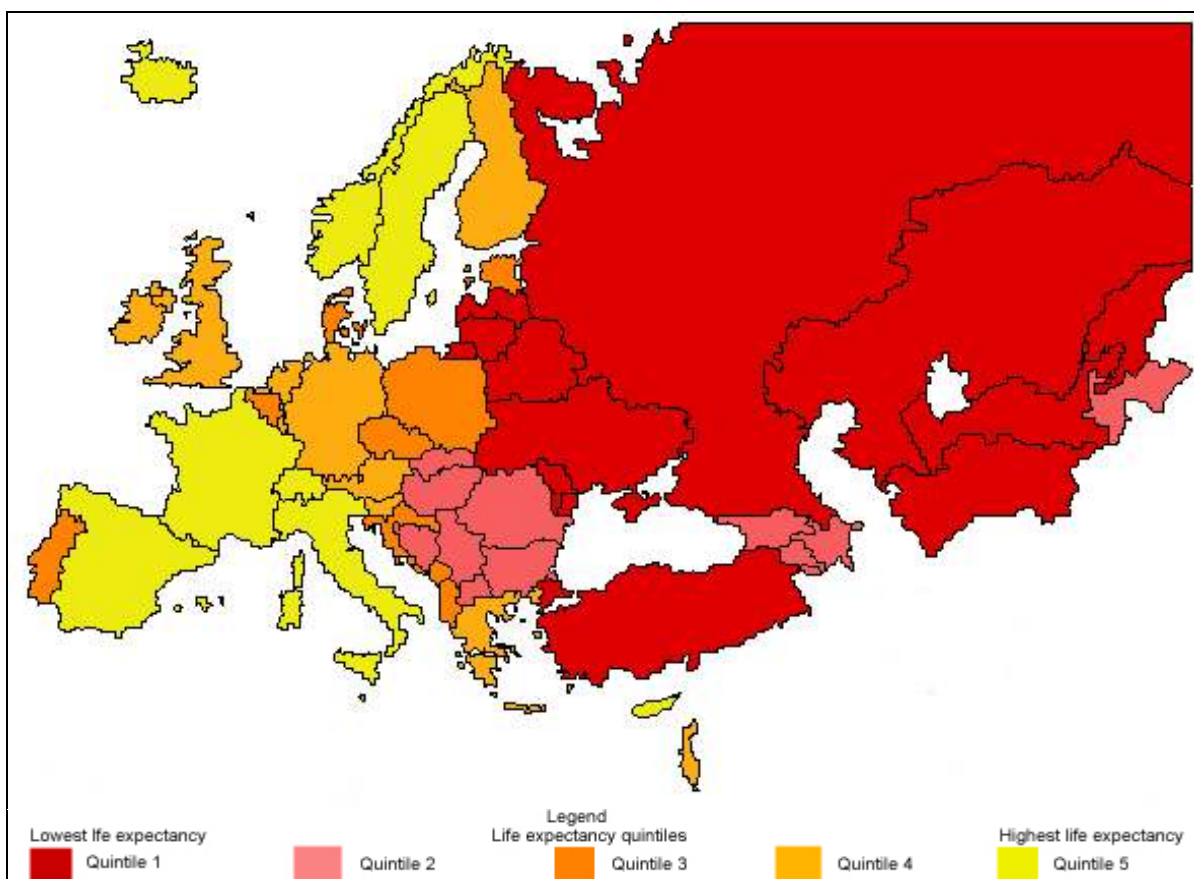 Legend
Lowest lfe expectancy Life expectancy quintiles Highest life expectancy
Quintile 1 Quintile 2 Quintile 3 Quintile 4 Quintile 5